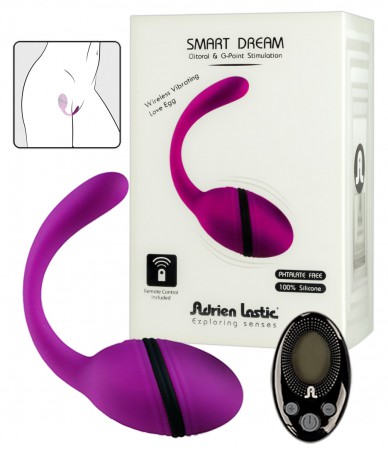 SMART DREAM
Clitoral & G-Point Stimulation
Wireless Vibrating
Love Egg
Remote Control
Included
PHTALATE FREE
100% Silicone
Adrien Lastic
Exploring senses